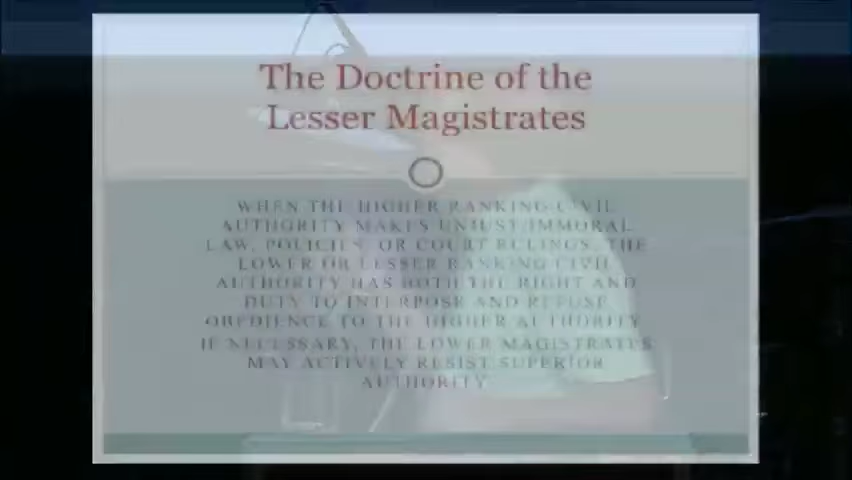 The Doctrine of the
Lesser Magistrates
WHEN THE HIGHER RANKING CIVIL
AUTHORITY MAKES UNJUST/IMMORAL
LAW, POLICIES, OR COURT RULINGS, THE
LOWER OR LESSER RANKING CIVIL
AUTHORITY HAS BOTH THE RIGHT AND
DUTY TO INTERPOSE AND REFUSE
OBEDIENCE TO THE HIGHER AUTHORITY.
IF NECESSARY, THE LOWER MAGISTRATES
MAY ACTIVELY RESIST SUPERIOR
AUTHORITY